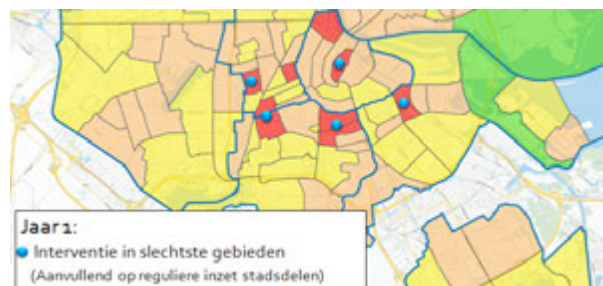 Jaar 1:
Interventie in slechtste gebieden
(Aanvullend op reguliere inzet stadsdelen)